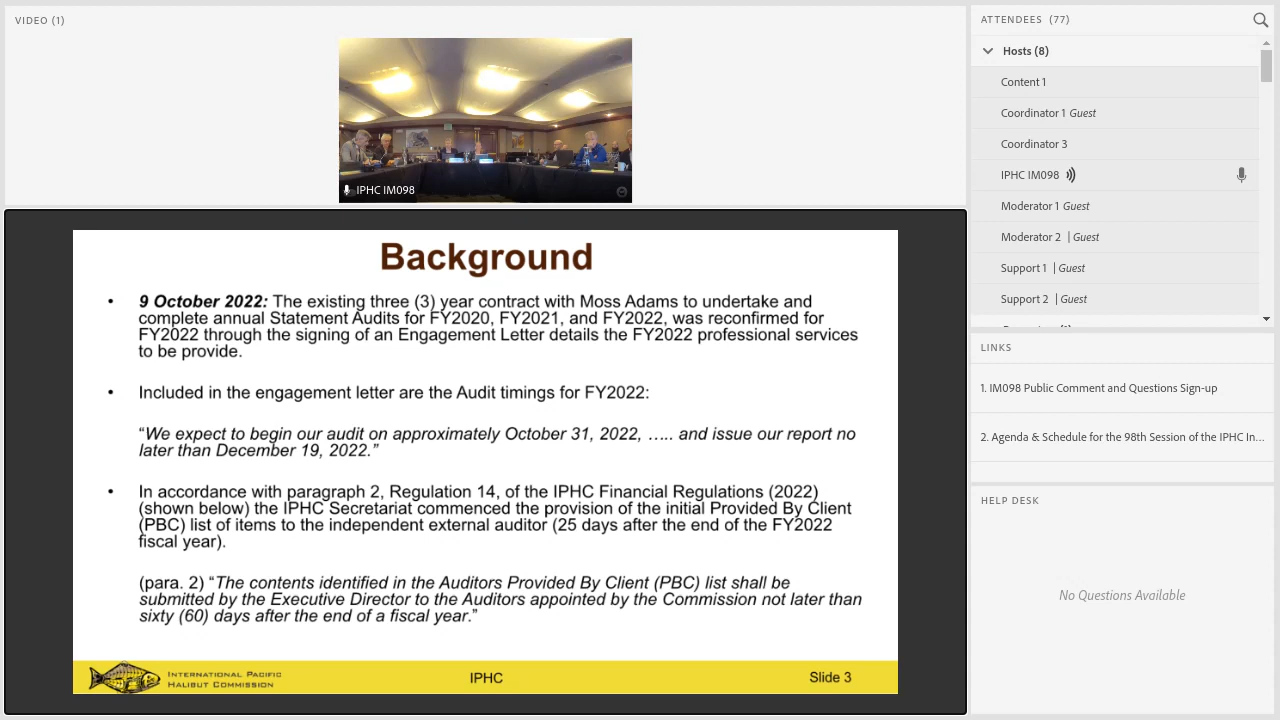 VIDEO (1)
IPHC IM098
Background
• 9 October 2022: The existing three (3) year contract with Moss Adams to undertake and
complete annual Statement Audits for FY2020, FY2021, and FY2022, was reconfirmed for
FY2022 through the signing of an Engagement Letter details the FY2022 professional services
to be provide.
• Included in the engagement letter are the Audit timings for FY2022:
“We expect to begin our audit on approximately October 31, 2022, ….. and issue our report no
later than December 19, 2022.”
• In accordance with paragraph 2, Regulation 14, of the IPHC Financial Regulations (2022)
(shown below) the IPHC Secretariat commenced the provision of the initial Provided By Client
(PBC) list of items to the independent external auditor (25 days after the end of the FY2022
fiscal year).
(para. 2) “The contents identified in the Auditors Provided By Client (PBC) list shall be
submitted by the Executive Director to the Auditors appointed by the Commission not later than
sixty (60) days after the end of a fiscal year.”
INTERNATIONAL PACIFIC
HALIBUT COMMISSION
IPHC
Slide 3
ATTENDEES (77)
Hosts (8)
Content 1
Coordinator 1 Guest
Coordinator 3
IPHC IM098
Moderator 1 Guest
Moderator 2 | Guest
Support 1 | Guest
Support 2 | Guest
LINKS
1. IM098 Public Comment and Questions Sign-up
2. Agenda & Schedule for the 98th Session of the IPHC In...
HELP DESK
No Questions Available